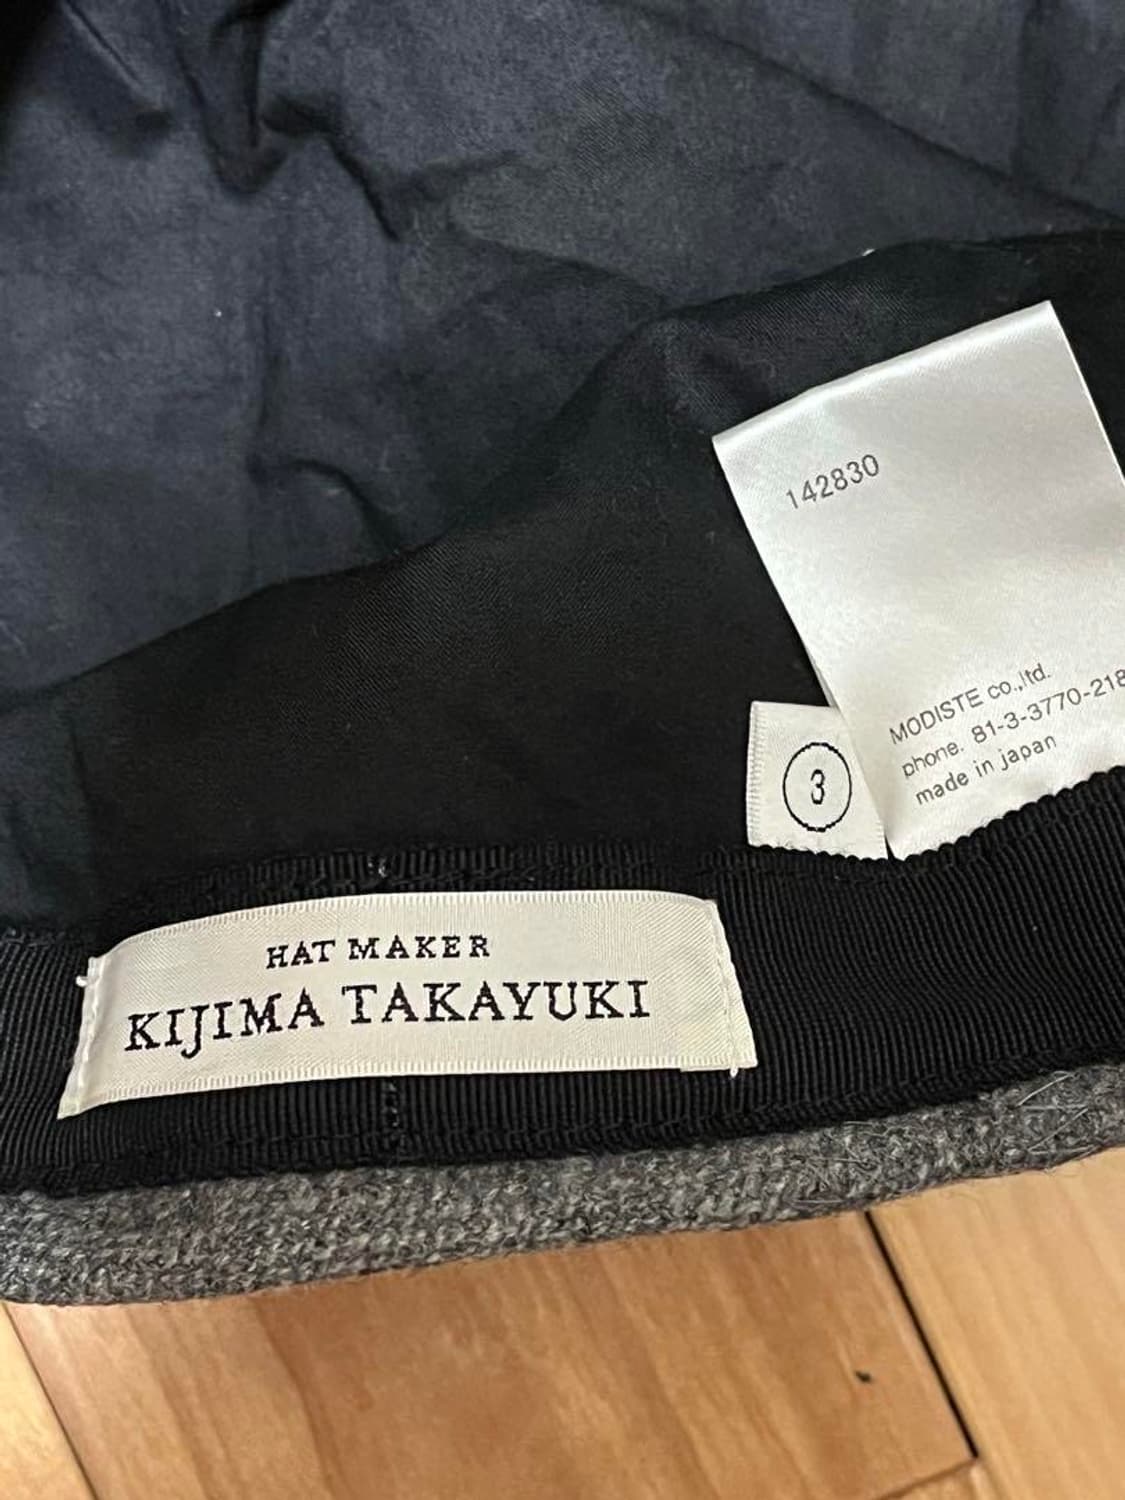 142830
MODISTE co.,ltd.
phone. 81-3-3770-218
made in japan
3
HAT MAKER
KIJIMA TAKAYUKI